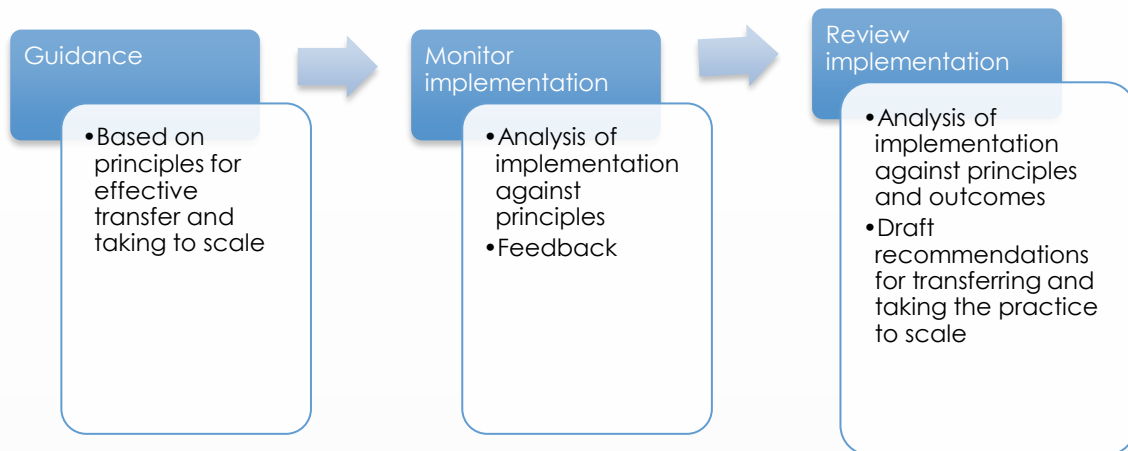 Guidance
•Based on
principles for
effective
transfer and
taking to scale
Monitor
implementation
•Analysis of
implementation
against
principles
•Feedback
Review
implementation
•Analysis of
implementation
against principles
and outcomes
•Draft
recommendations
for transferring and
taking the practice
to scale